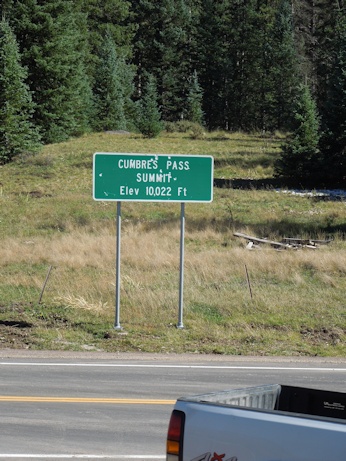 CUMBRES PASS
SUMMIT
Elev 10,022 Ft